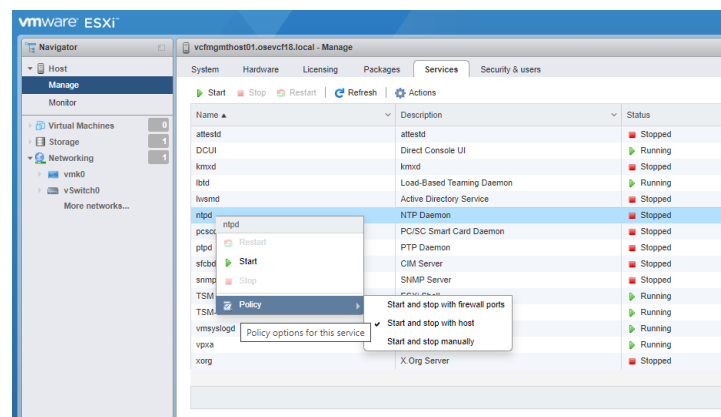 vmware ESXi™
Navigator
vcfmgmthost01.osevcf18.local - Manage
Host
Manage
Monitor
Virtual Machines 0
Storage 1
Networking 1
vmk0
vSwitch0
More networks...
System Hardware Licensing Packages Services Security & users
Start Stop Restart Refresh Actions
Name Description Status
attestd attestd Stopped
DCUI Direct Console UI Running
kmxd kmxd Stopped
lbtd Load-Based Teaming Daemon Running
lwsmd Active Directory Service Stopped
ntpd NTP Daemon Stopped
PC/SC Smart Card Daemon Stopped
ptpd PTP Daemon Stopped
sfcbd CIM Server Stopped
snmp SNMP Server Stopped
TSM Running
TSM- Running
vmsyslogd Running
vpxa Running
xorg X.Org Server Stopped
ntpd
Restart
Start
Stop
Policy
Policy options for this service
Start and stop with firewall ports
Start and stop with host
Start and stop manually